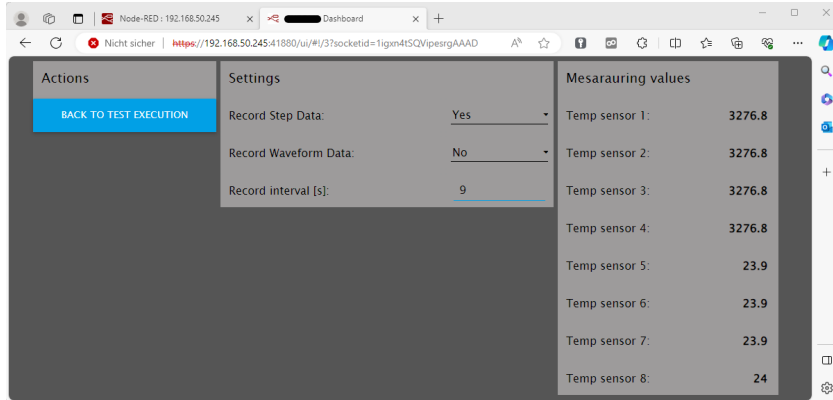 Node-RED : 192.168.50.245
Dashboard
Nicht sicher
https://192.168.50.245:41880/ui/#!/3?socketid=1igxn4tSQVipesrgAAAD
Actions
BACK TO TEST EXECUTION
Settings
Record Step Data: Yes
Record Waveform Data: No
Record interval [s]: 9
Mesarauring values
Temp sensor 1: 3276.8
Temp sensor 2: 3276.8
Temp sensor 3: 3276.8
Temp sensor 4: 3276.8
Temp sensor 5: 23.9
Temp sensor 6: 23.9
Temp sensor 7: 23.9
Temp sensor 8: 24